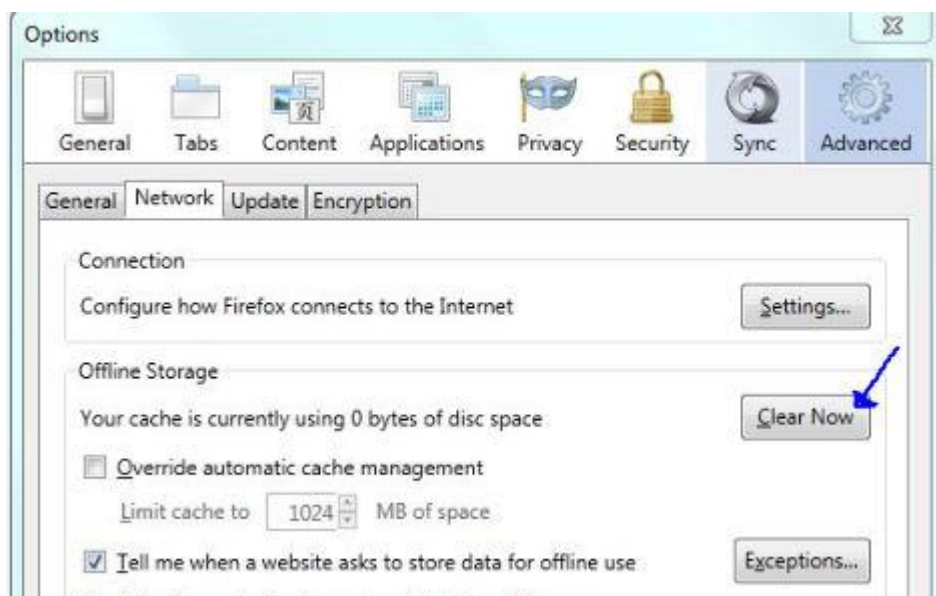 Options
General Tabs Content Applications Privacy Security Sync Advanced
页
General Network Update Encryption
Connection
Configure how Firefox connects to the Internet Settings...
Offline Storage
Your cache is currently using 0 bytes of disc space Clear Now
Override automatic cache management
Limit cache to 1024 MB of space
Tell me when a website asks to store data for offline use Exceptions...